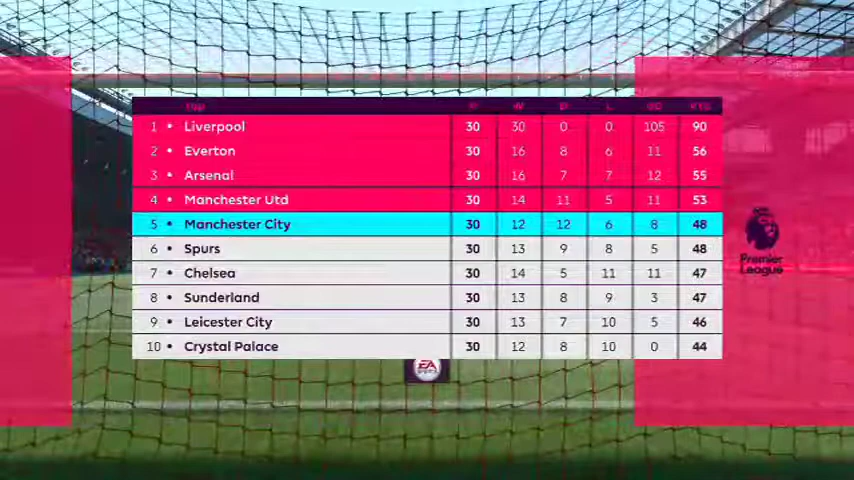 Top P W D L GD PTS
1 • Liverpool 30 30 0 0 105 90
2 • Everton 30 16 8 6 11 56
3 • Arsenal 30 16 7 7 12 55
4 • Manchester Utd 30 14 11 5 11 53
5 • Manchester City 30 12 12 6 8 48
6 • Spurs 30 13 9 8 5 48
7 • Chelsea 30 14 5 11 11 47
8 • Sunderland 30 13 8 9 3 47
9 • Leicester City 30 13 7 10 5 46
10 • Crystal Palace 30 12 8 10 0 44
Premier
League
EA